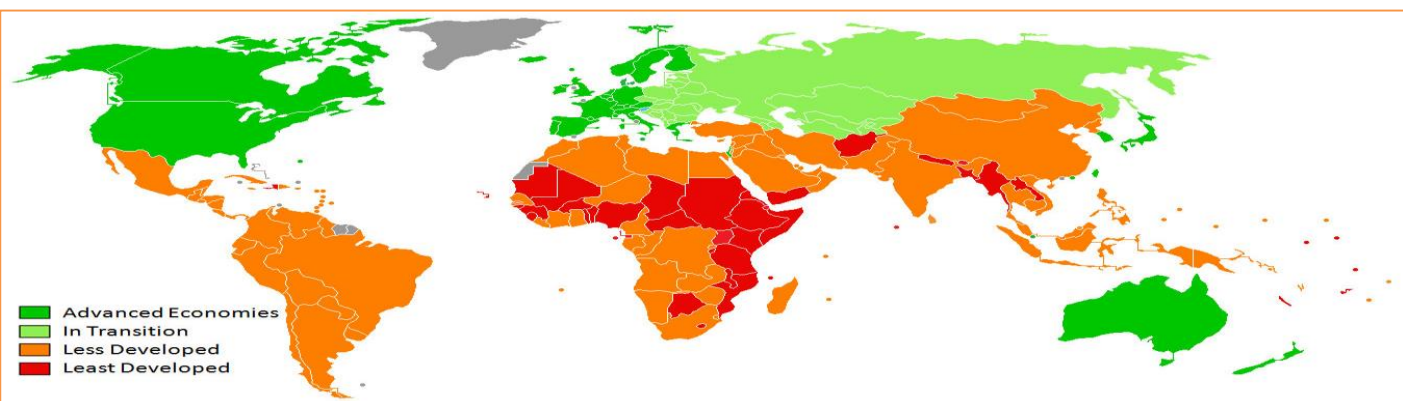 Advanced Economies
In Transition
Less Developed
Least Developed